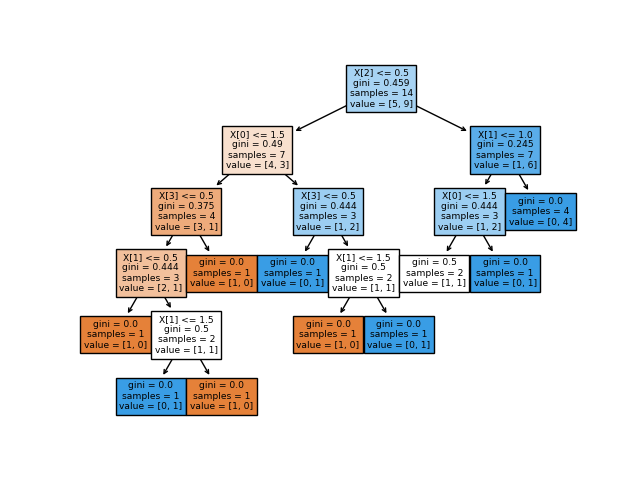 X[2] <= 0.5
gini = 0.459
samples = 14
value = [5, 9]
X[0] <= 1.5
gini = 0.49
samples = 7
value = [4, 3]
X[1] <= 1.0
gini = 0.245
samples = 7
value = [1, 6]
X[3] <= 0.5
gini = 0.375
samples = 4
value = [3, 1]
X[3] <= 0.5
gini = 0.444
samples = 3
value = [1, 2]
X[0] <= 1.5
gini = 0.444
samples = 3
value = [1, 2]
gini = 0.0
samples = 4
value = [0, 4]
X[1] <= 0.5
gini = 0.444
samples = 3
value = [2, 1]
gini = 0.0
samples = 1
value = [1, 0]
gini = 0.0
samples = 1
value = [0, 1]
X[1] <= 1.5
gini = 0.5
samples = 2
value = [1, 1]
gini = 0.5
samples = 2
value = [1, 1]
gini = 0.0
samples = 1
value = [0, 1]
gini = 0.0
samples = 1
value = [1, 0]
X[1] <= 1.5
gini = 0.5
samples = 2
value = [1, 1]
gini = 0.0
samples = 1
value = [1, 0]
gini = 0.0
samples = 1
value = [0, 1]
gini = 0.0
samples = 1
value = [0, 1]
gini = 0.0
samples = 1
value = [1, 0]